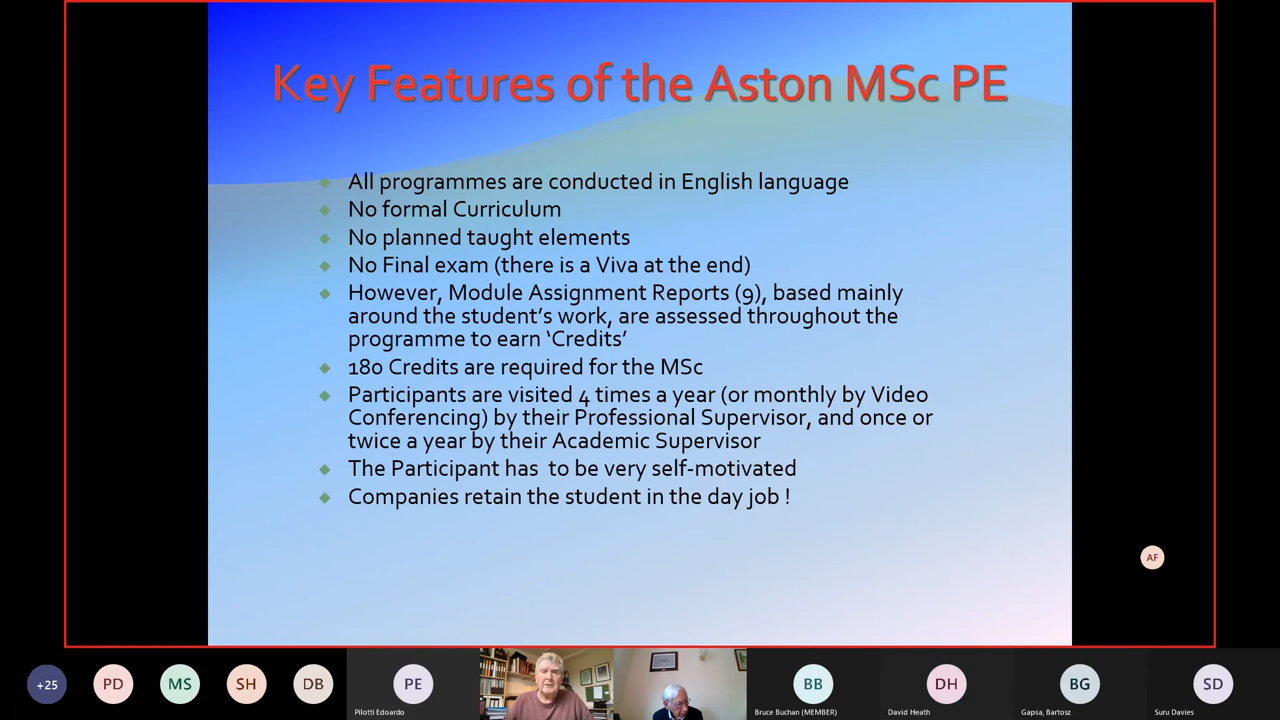 Key Features of the Aston MSc PE
All programmes are conducted in English language
No formal Curriculum
No planned taught elements
No Final exam (there is a Viva at the end)
However, Module Assignment Reports (9), based mainly
around the student’s work, are assessed throughout the
programme to earn ‘Credits’
180 Credits are required for the MSc
Participants are visited 4 times a year (or monthly by Video
Conferencing) by their Professional Supervisor, and once or
twice a year by their Academic Supervisor
The Participant has  to be very self-motivated
Companies retain the student in the day job !
AF
+25
PD
MS
SH
DB
PE
Pilotti Edoardo
BB
Bruce Buchan (MEMBER)
DH
David Heath
BG
Gapsa, Bartosz
SD
Suru Davies